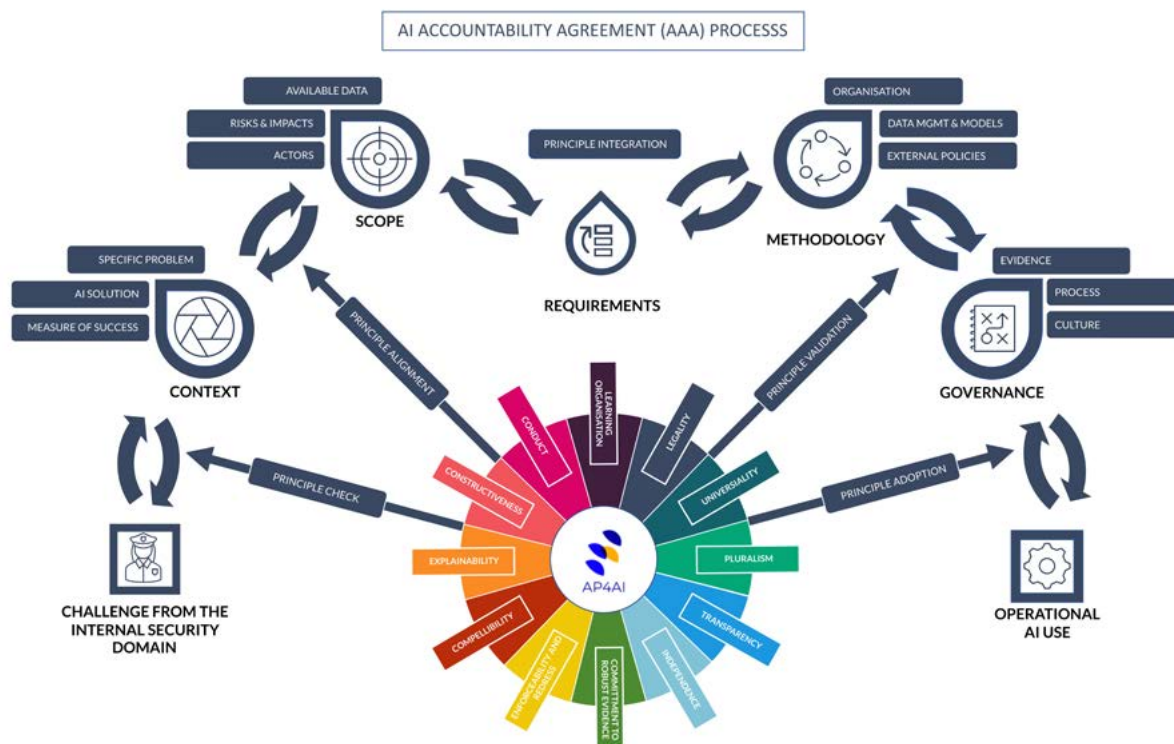 AI ACCOUNTABILITY AGREEMENT (AAA) PROCESSS
AVAILABLE DATA
RISKS & IMPACTS
ACTORS
SCOPE
PRINCIPLE INTEGRATION
REQUIREMENTS
ORGANISATION
DATA MGMT & MODELS
EXTERNAL POLICIES
METHODOLOGY
SPECIFIC PROBLEM
AI SOLUTION
MEASURE OF SUCCESS
CONTEXT
EVIDENCE
PROCESS
CULTURE
GOVERNANCE
PRINCIPLE ALIGNMENT
PRINCIPLE VALIDATION
PRINCIPLE CHECK
PRINCIPLE ADOPTION
CHALLENGE FROM THE
INTERNAL SECURITY
DOMAIN
OPERATIONAL
AI USE
LEARNING
ORGANISATION
LEGALITY
UNIVERSIALITY
PLURALISM
TRANSPARENCY
INDEPENDENCE
COMMITTMENT TO
ROBUST EVIDENCE
ENFORCEABILITY AND
REDRESS
COMPELLIBILITY
EXPLAINABILITY
CONSTRUCTIVENESS
CONDUCT
AP4AI